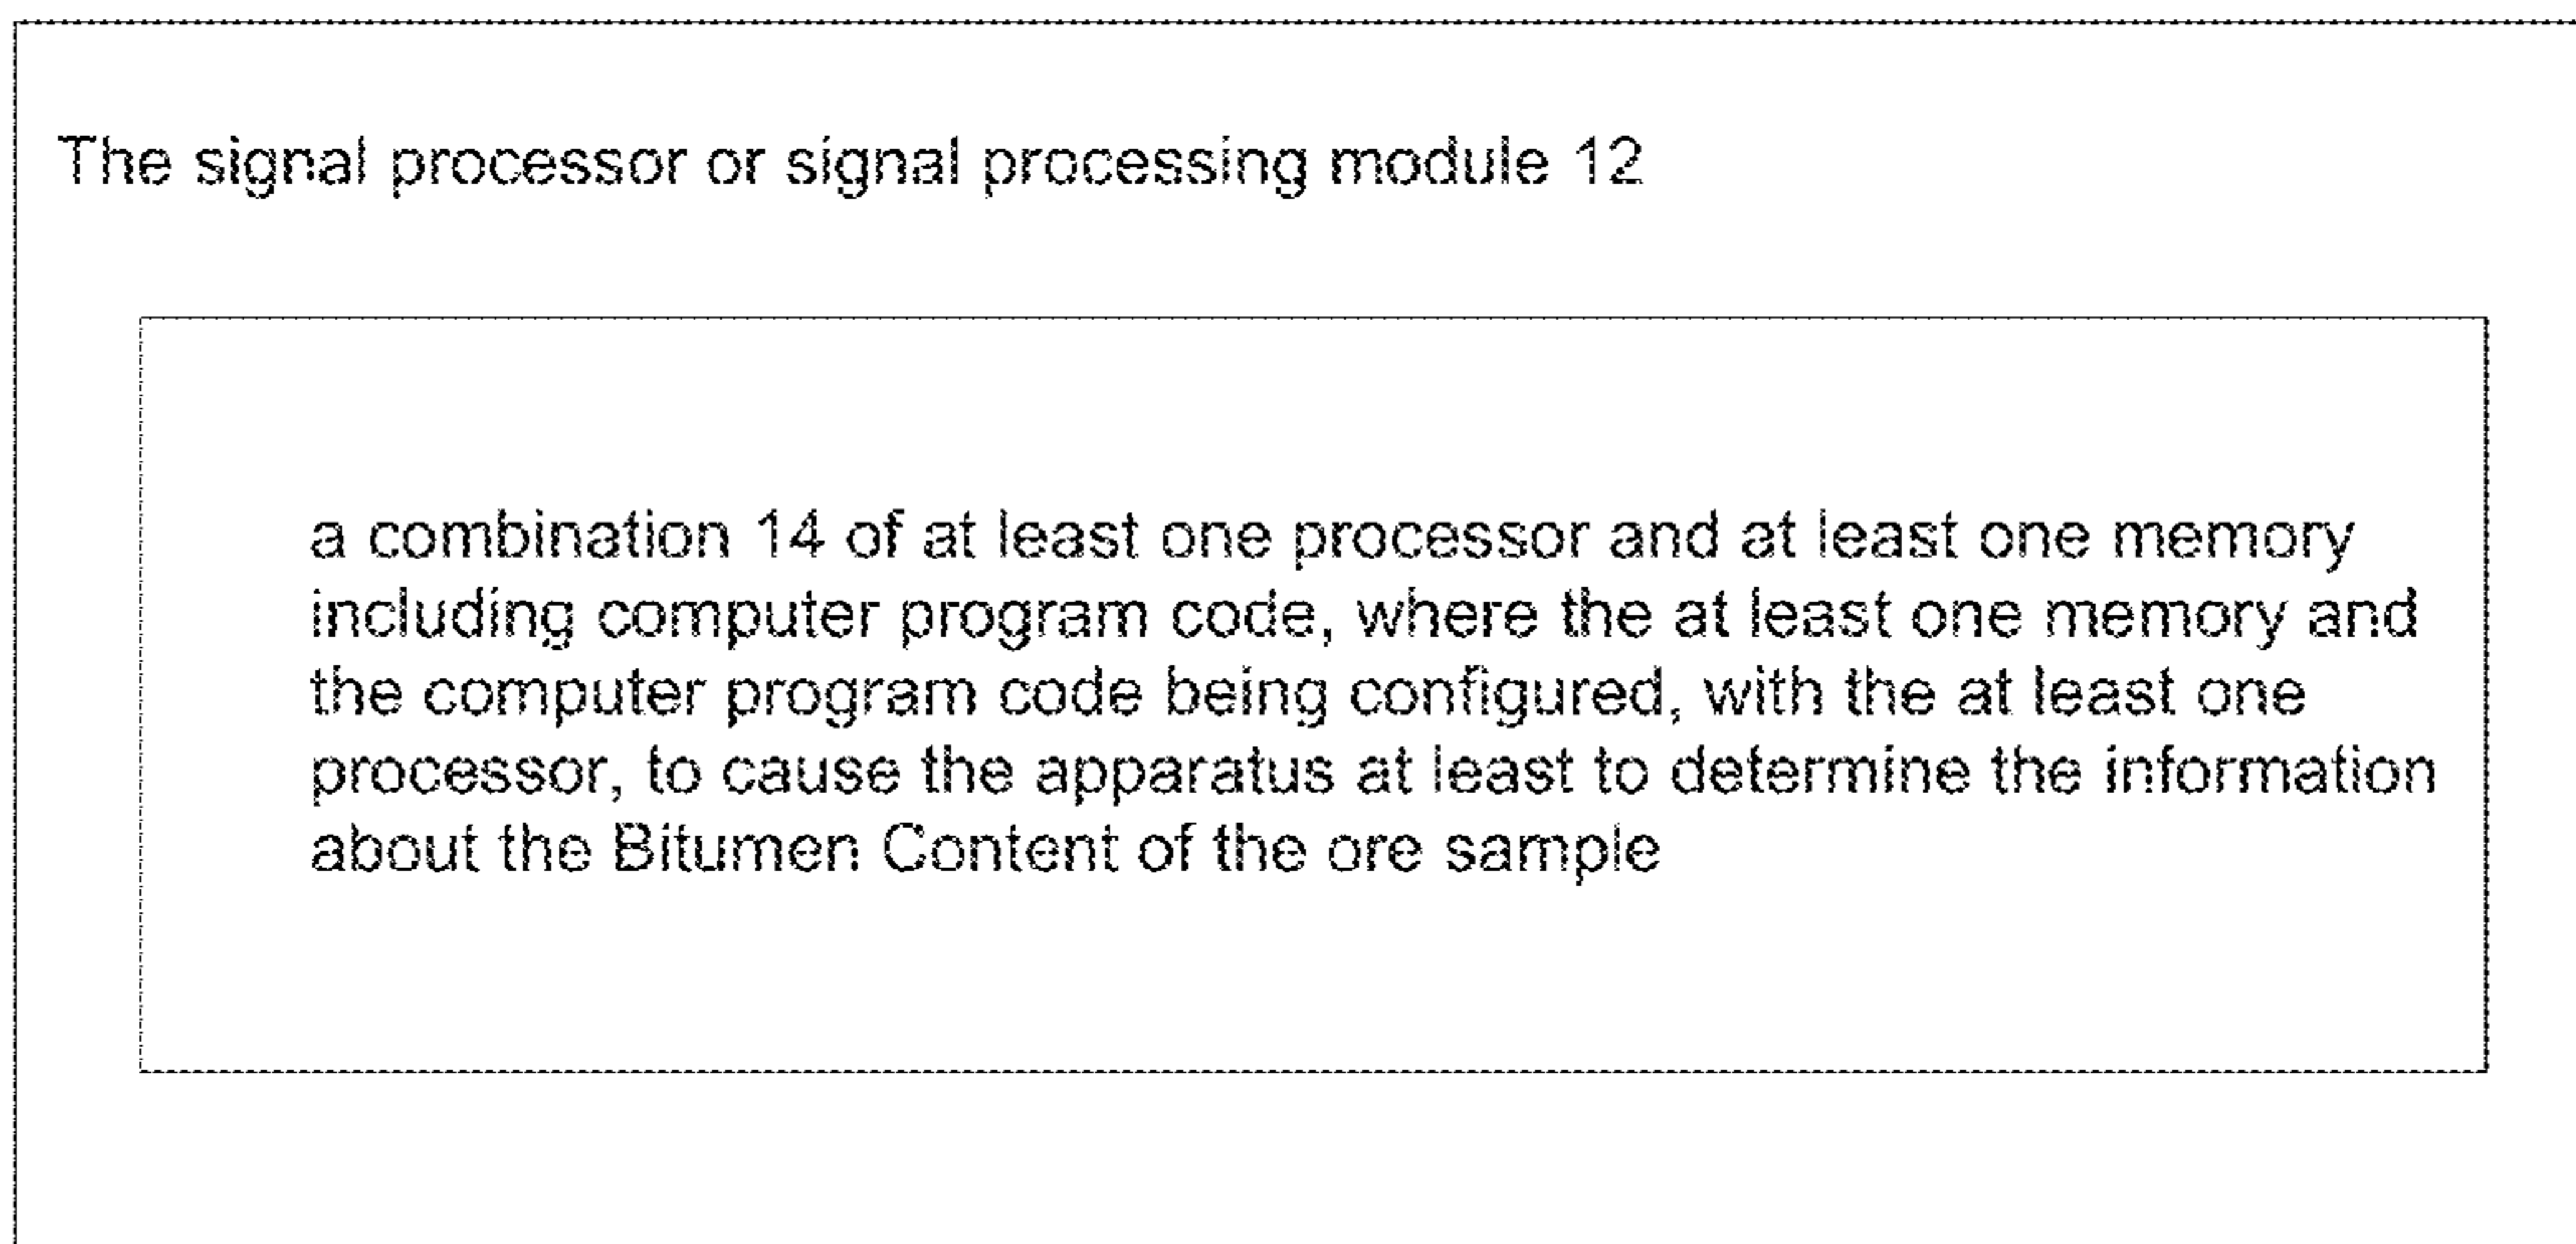 The signal processor or signal processing module 12
a combination 14 of at least one processor and at least one memory
including computer program code, where the at least one memory and
the computer program code being configured, with the at least one
processor, to cause the apparatus at least to determine the information
about the Bitumen Content of the ore sample